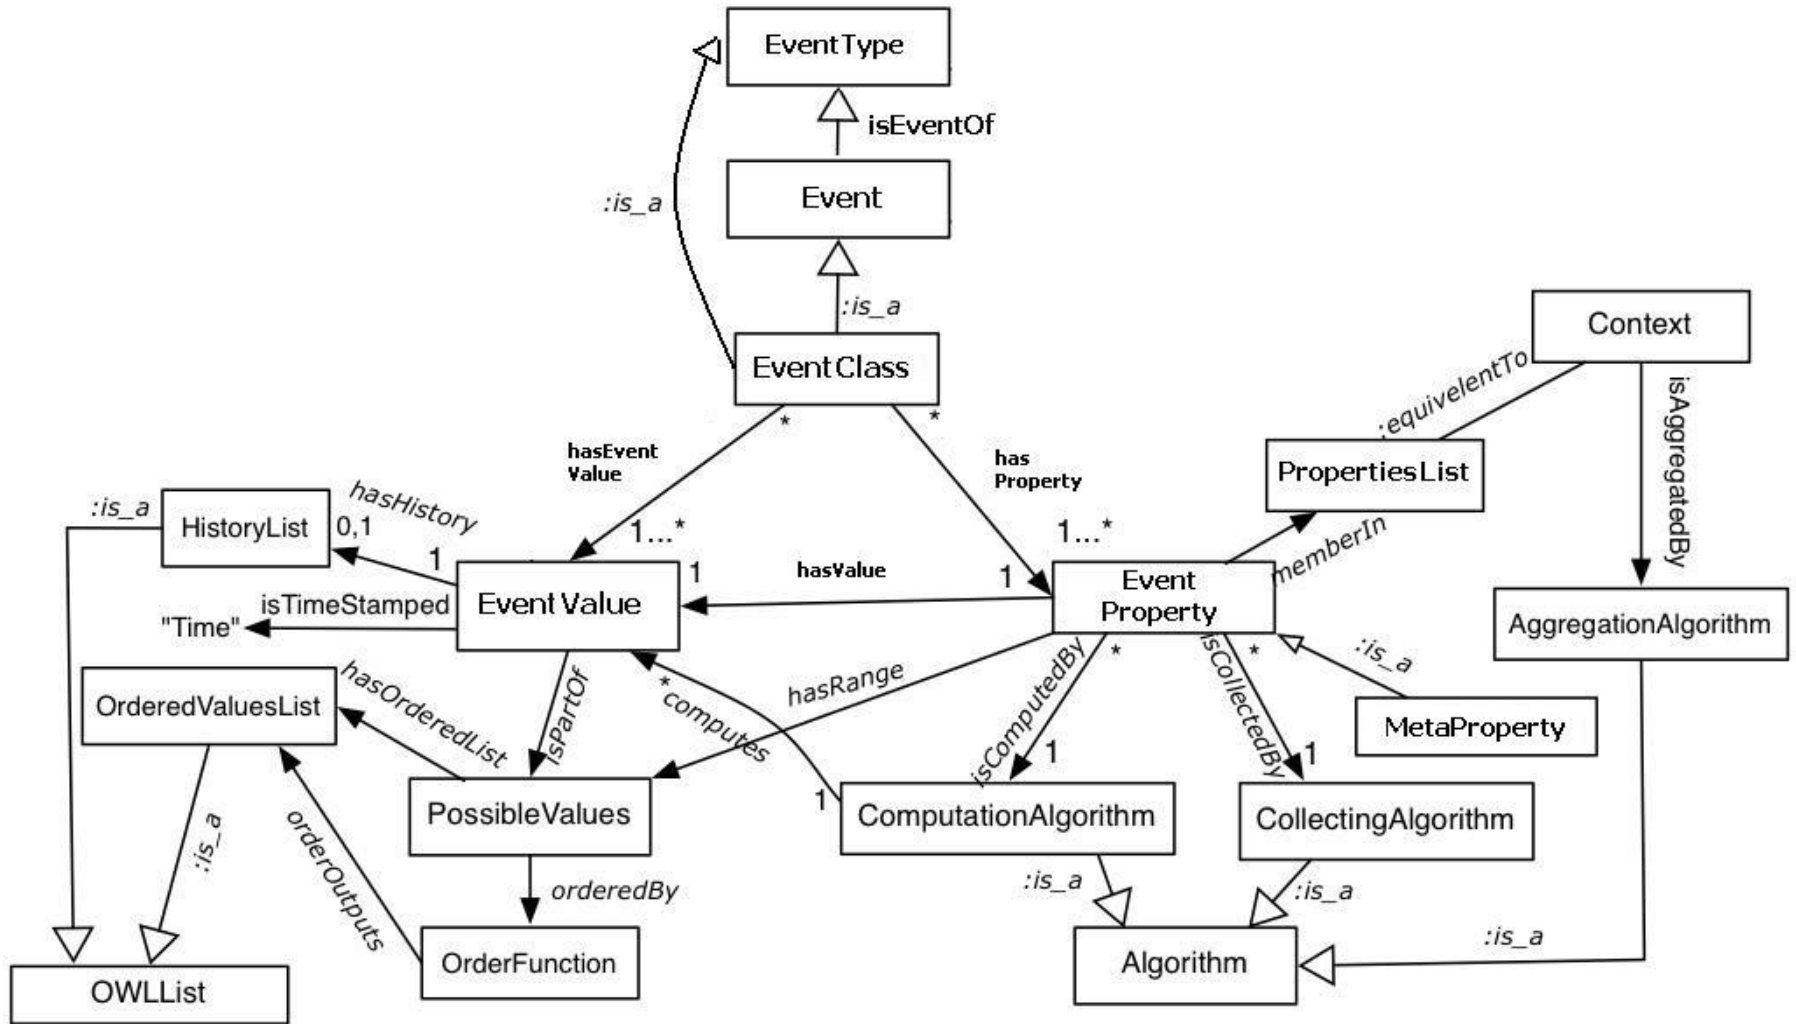 EventType
isEventOf
:is_a
Event
:is_a
EventClass
Context
*
*
:equivelentTo
isAggregatedBy
hasEvent
Value
has
Property
PropertiesList
:is_a
HistoryList
hasHistory
0,1
1
1...*
1...*
memberIn
1
hasValue
1
Event
Property
EventValue
isTimeStamped
"Time"
AggregationAlgorithm
OrderedValuesList
hasOrderedList
isPartOf
*
computes
hasRange
isComputedBy
*
isCollectedBy
*
:is_a
MetaProperty
1
1
1
PossibleValues
ComputationAlgorithm
CollectingAlgorithm
:is_a
orderOutputs
orderedBy
:is_a
:is_a
:is_a
OWLList
OrderFunction
Algorithm